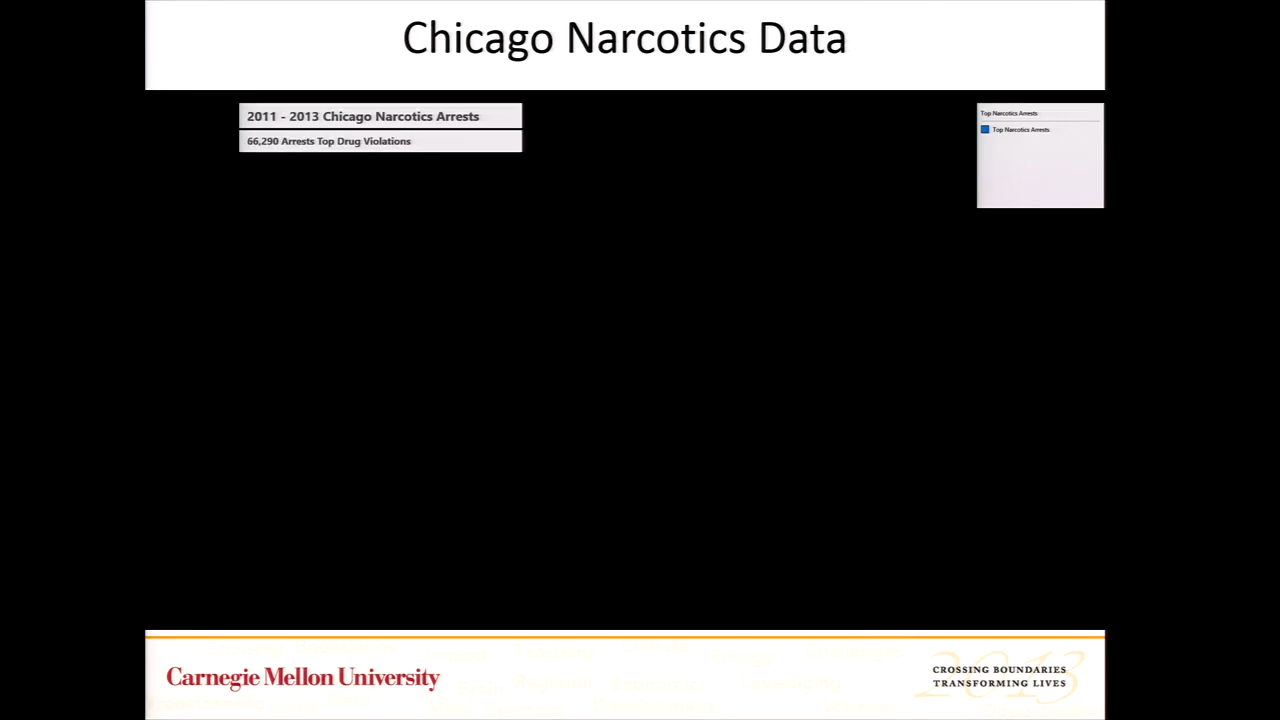 Chicago Narcotics Data
2011 - 2013 Chicago Narcotics Arrests
66,290 Arrests Top Drug Violations
Top Narcotics Arrests
Top Narcotics Arrests
Carnegie Mellon University
2013
CROSSING BOUNDARIES
TRANSFORMING LIVES